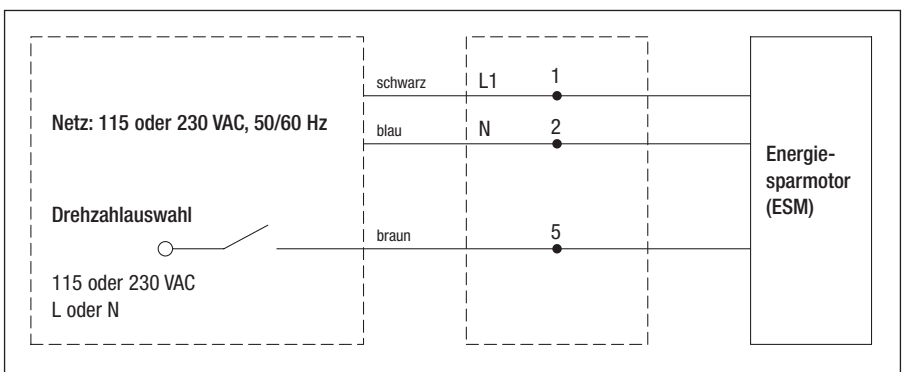 schwarz
L1
1
Netz: 115 oder 230 VAC, 50/60 Hz
blau
N
2
Energie-
sparmotor
(ESM)
Drehzahlauswahl
braun
5
115 oder 230 VAC
L oder N